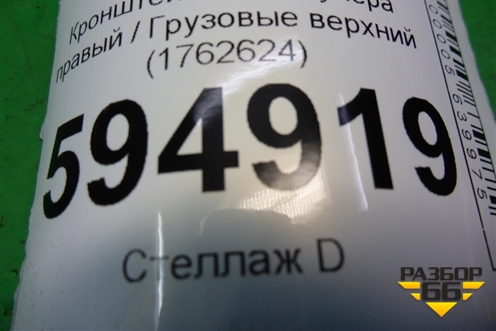 правый / Грузовые верхний
(1762624)
594919
Стеллаж D
РАЗБОР
66